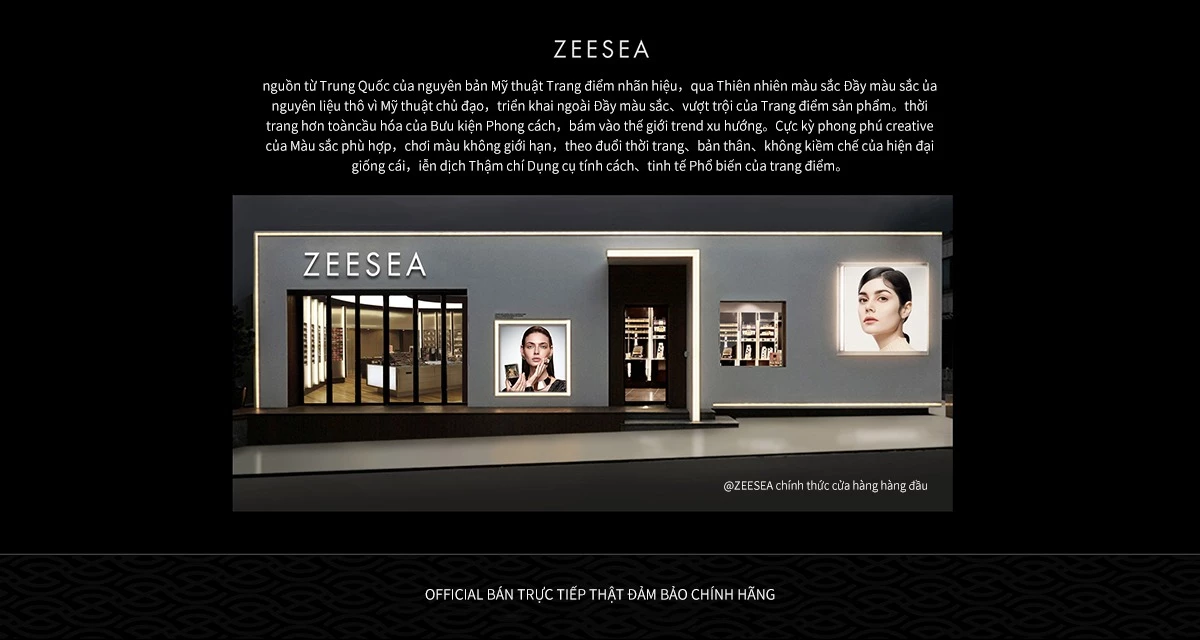 ZEESEA
nguồn từ Trung Quốc của nguyên bản Mỹ thuật Trang điểm nhãn hiệu，qua Thiên nhiên màu sắc Đầy màu sắc ủa
nguyên liệu thô vì Mỹ thuật chủ đạo，triển khai ngoài Đầy màu sắc、vượt trội của Trang điểm sản phẩm。thời
trang hơn toàncầu hóa của Bưu kiện Phong cách，bám vào thế giới trend xu hướng。Cực kỳ phong phú creative
của Màu sắc phù hợp，chơi màu không giới hạn，theo đuổi thời trang、bản thân、không kiềm chế của hiện đại
giống cái，iễn dịch Thậm chí Dụng cụ tính cách、tinh tế Phổ biến của trang điểm。
ZEESEA
@ZEESEA chính thức cửa hàng hàng đầu
OFFICIAL BÁN TRỰC TIẾP THẬT ĐẢM BẢO CHÍNH HÃNG